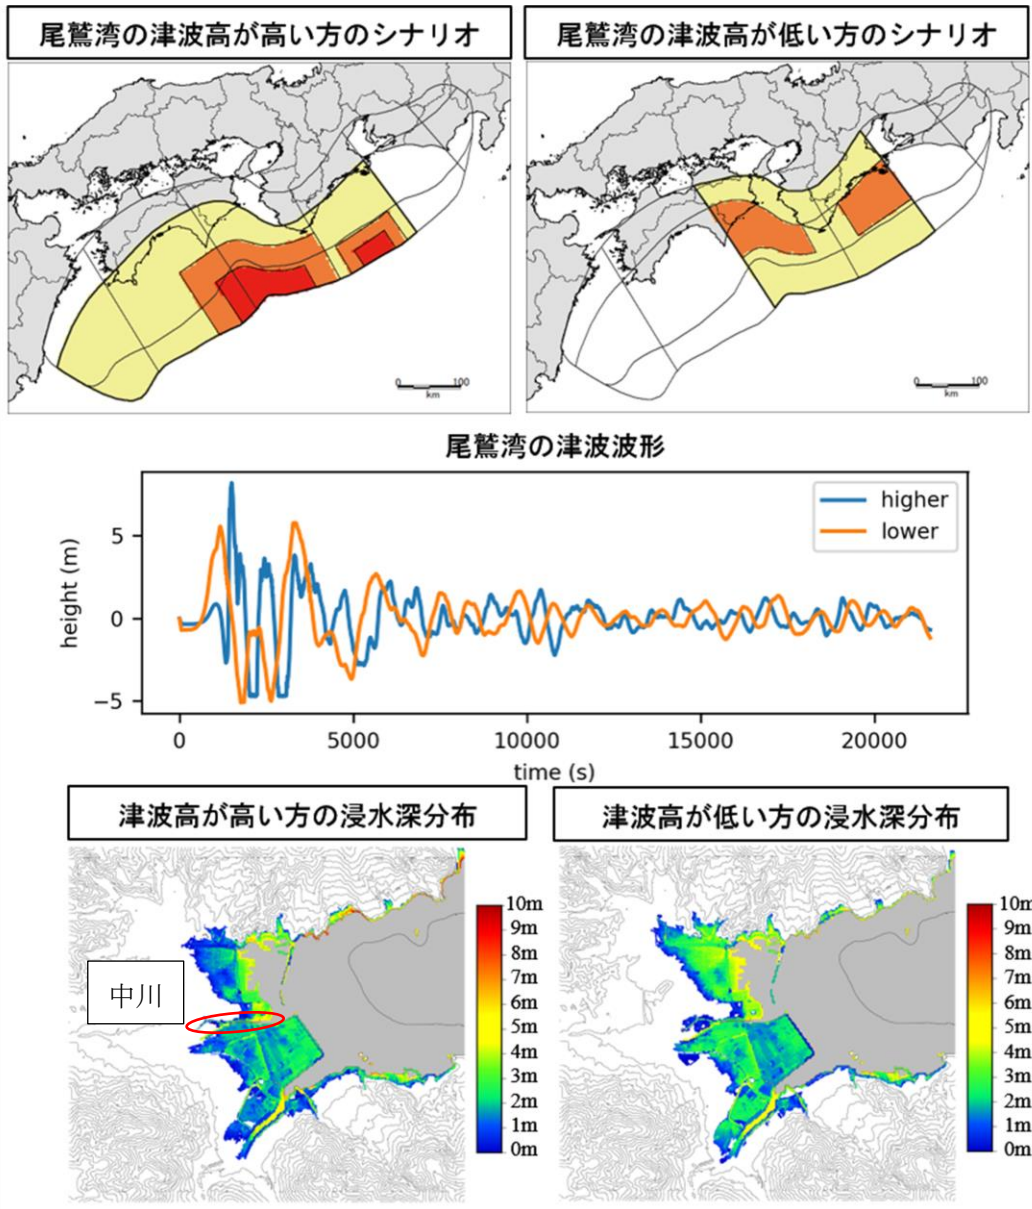 尾鷲湾の津波高が高い方のシナリオ
尾鷲湾の津波高が低い方のシナリオ
0 100
km
0 100
km
尾鷲湾の津波波形
height (m)
5
0
−5
higher
lower
0 5000 10000 15000 20000
time (s)
津波高が高い方の浸水深分布
津波高が低い方の浸水深分布
中川
10m
9m
8m
7m
6m
5m
4m
3m
2m
1m
0m
10m
9m
8m
7m
6m
5m
4m
3m
2m
1m
0m